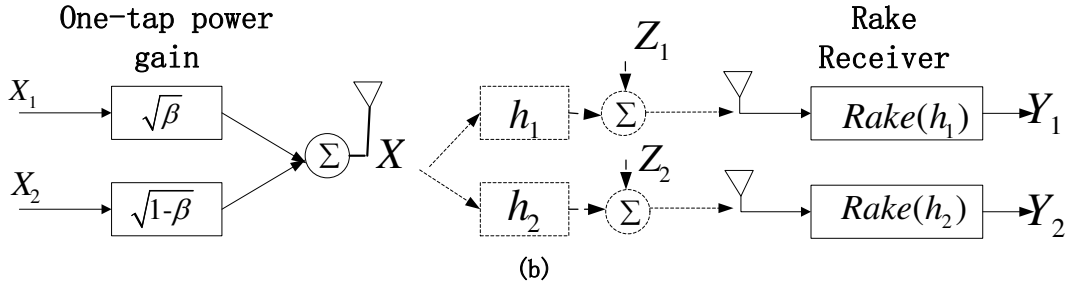 One-tap power gain
Rake Receiver
Z₁
X₁
√β
h₁
Σ
Rake(h₁)
Y₁
Σ
X
Z₂
X₂
√1-β
h₂
Σ
Rake(h₂)
Y₂
(b)